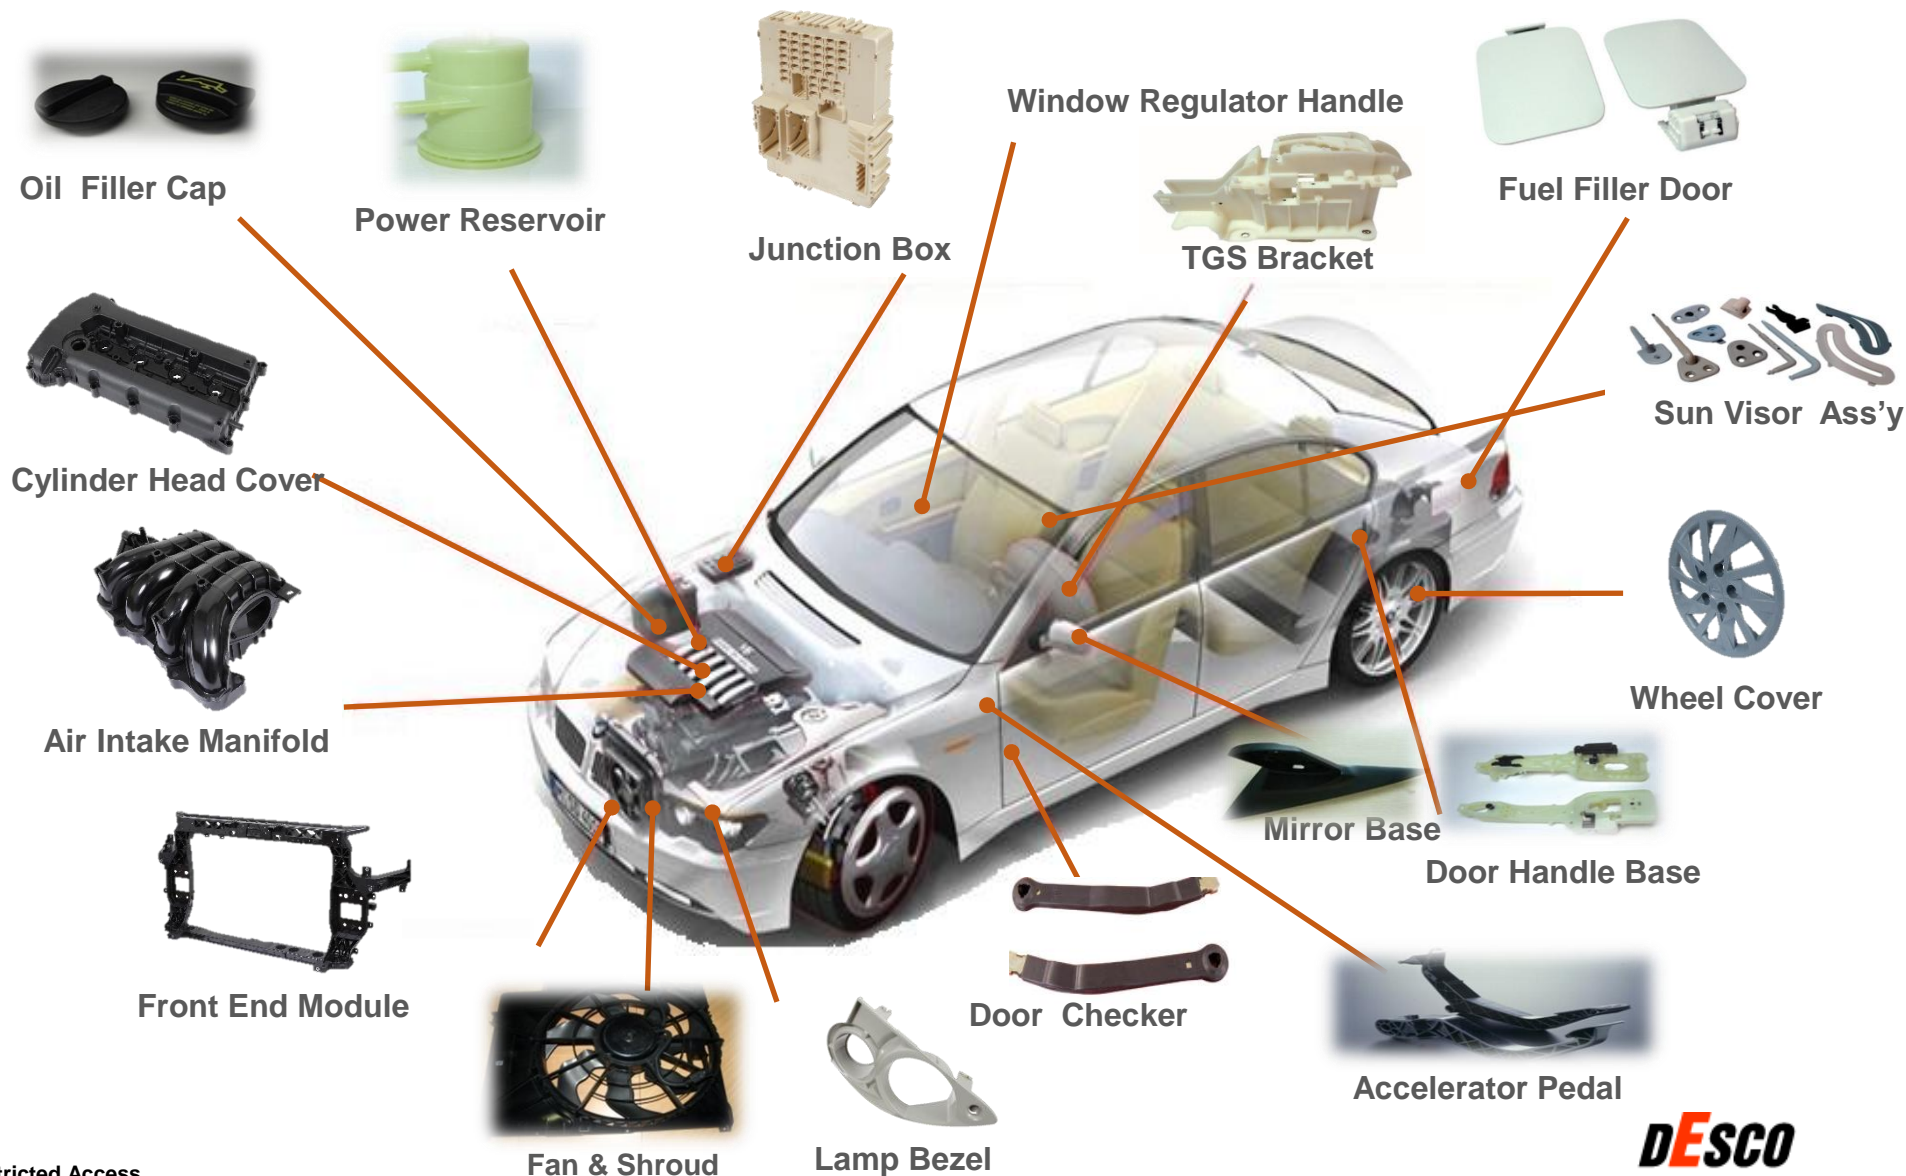 Window Regulator Handle
Oil Filler Cap
Power Reservoir
Junction Box
TGS Bracket
Fuel Filler Door
Sun Visor Ass’y
Cylinder Head Cover
Air Intake Manifold
Wheel Cover
Mirror Base
Door Handle Base
Front End Module
Door Checker
Accelerator Pedal
Fan & Shroud
Lamp Bezel
DESCO
Access